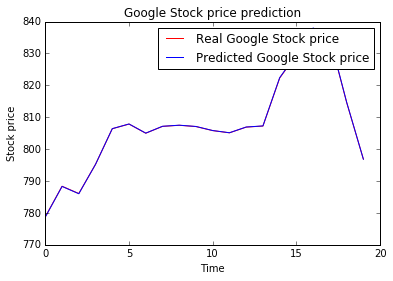 Google Stock price prediction
840
830
820
810
800
790
780
770
Stock price
Real Google Stock price
Predicted Google Stock price
0
5
10
15
20
Time